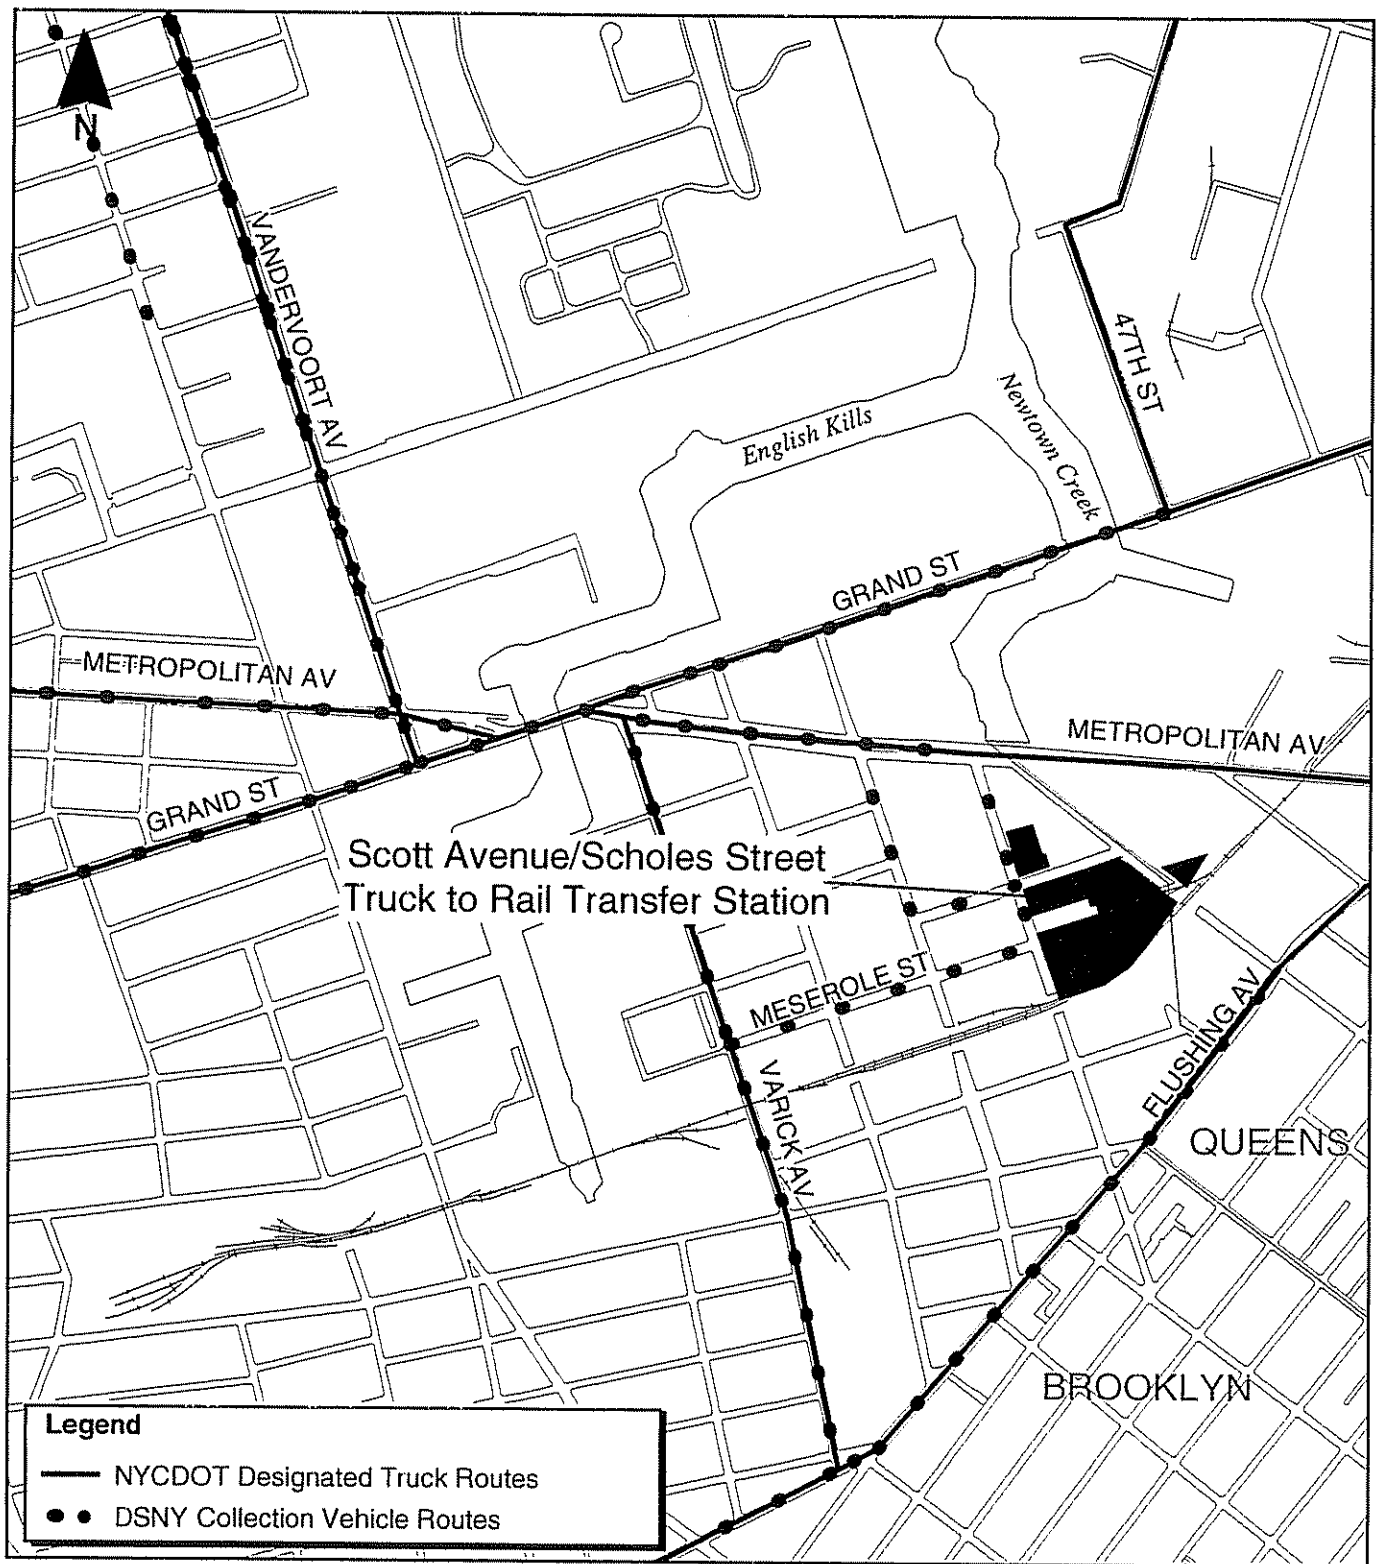 N
VANDERVOORT AV
47TH ST
English Kills
Newtown Creek
GRAND ST
METROPOLITAN AV
METROPOLITAN AV
GRAND ST
Scott Avenue/Scholes Street
Truck to Rail Transfer Station
MESEROLE ST
VARICK AV
FLUSHING AV
QUEENS
BROOKLYN
Legend
NYCDOT Designated Truck Routes
DSNY Collection Vehicle Routes